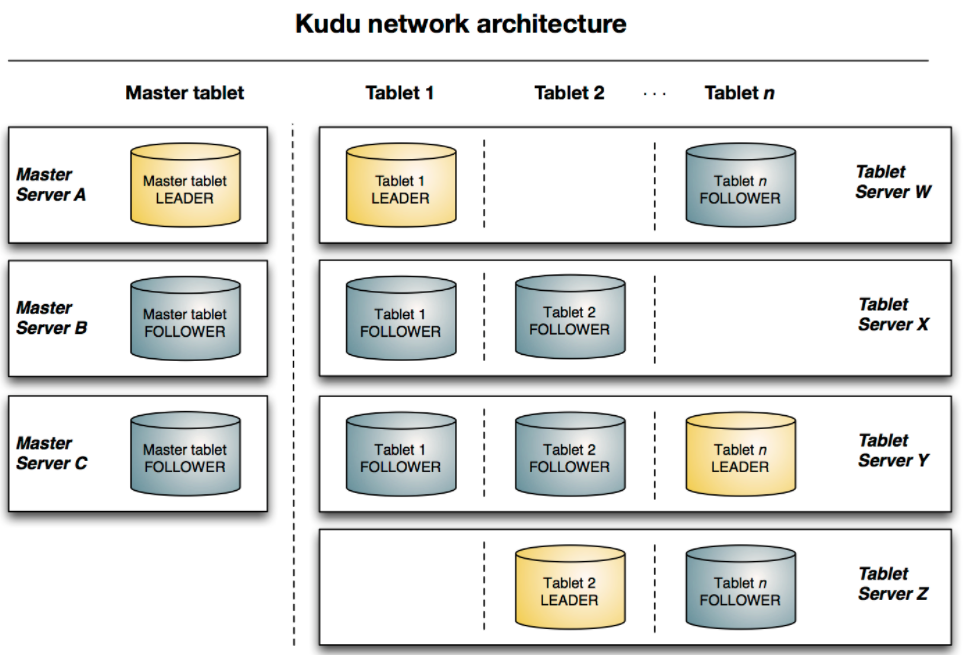 Kudu network architecture
Master tablet
Tablet 1
Tablet 2
. . .
Tablet n
Master
Server A
Master tablet
LEADER
Tablet 1
LEADER
Tablet n
FOLLOWER
Tablet
Server W
Master
Server B
Master tablet
FOLLOWER
Tablet 1
FOLLOWER
Tablet 2
FOLLOWER
Tablet
Server X
Master
Server C
Master tablet
FOLLOWER
Tablet 1
FOLLOWER
Tablet 2
FOLLOWER
Tablet n
LEADER
Tablet
Server Y
Tablet 2
LEADER
Tablet n
FOLLOWER
Tablet
Server Z